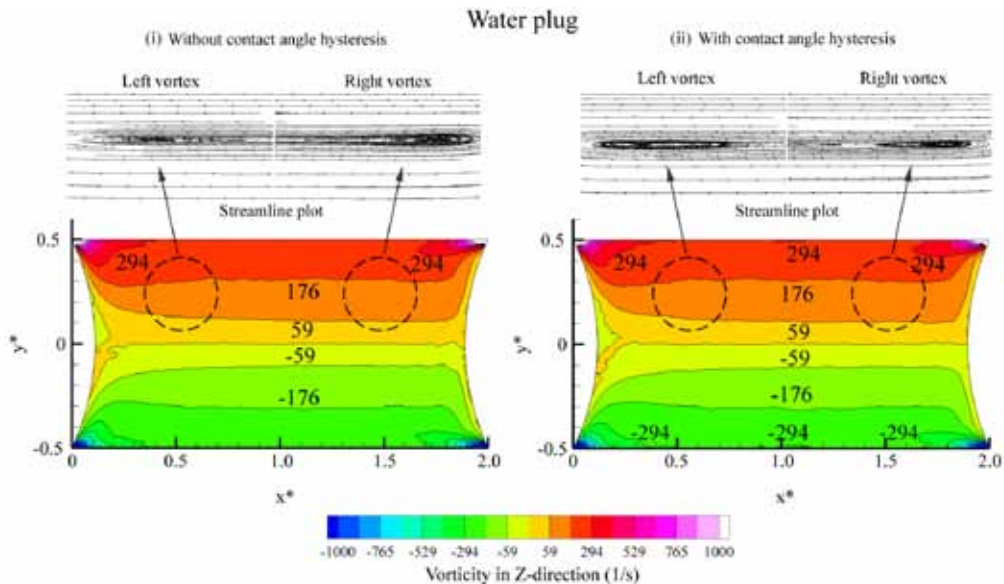 Water plug
(i) Without contact angle hysteresis
(ii) With contact angle hysteresis
Left vortex
Right vortex
Left vortex
Right vortex
Streamline plot
Streamline plot
0.5
294
294
176
59
0
-59
-176
-0.5
0
0.5
1.0
1.5
2.0
y*
x*
0.5
294
294
294
176
59
0
-59
-176
-294
-294
-294
-0.5
0
0.5
1.0
1.5
2.0
y*
x*
-1000 -765 -529 -294 -59 59 294 529 765 1000
Vorticity in Z-direction (1/s)